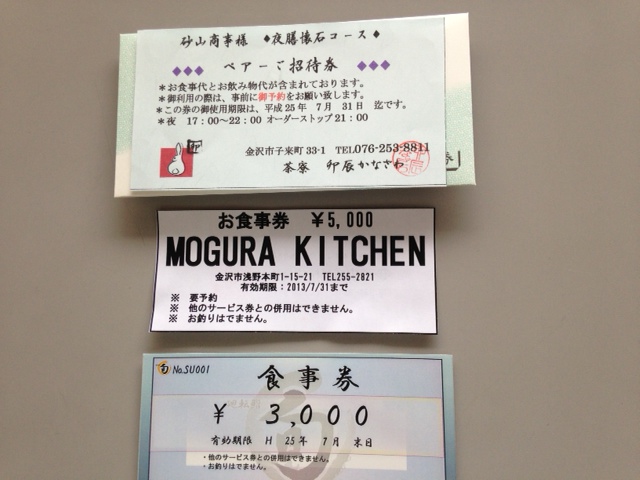 砂山商事様 ♦夜膳懐石コース♦
◆◆◆ ペアーご招待券 ◆◆◆
＊お食事代とお飲み物代が含まれております。
＊御利用の際は、事前に御予約をお願い致します。
＊この券の御使用期限は、平成25年 7月 31日 迄です。
＊夜 17：00～22：00 オーダーストップ21：00
金沢市子来町33-1 TEL076-253-8811
茶寮 卯辰かなざわ
券
お食事券 ￥5,000
MOGURA KITCHEN
金沢市浅野本町1-15-21 TEL255-2821
有効期限：2013/7/31まで
※ 要予約
※ 他のサービス券との併用はできません。
※ お釣りはでません。
旬 No.SU001
食事券
￥ 3,000
有効期限 H 25年 7月 末日
・他のサービス券との併用はできません。
・お釣りはでません。